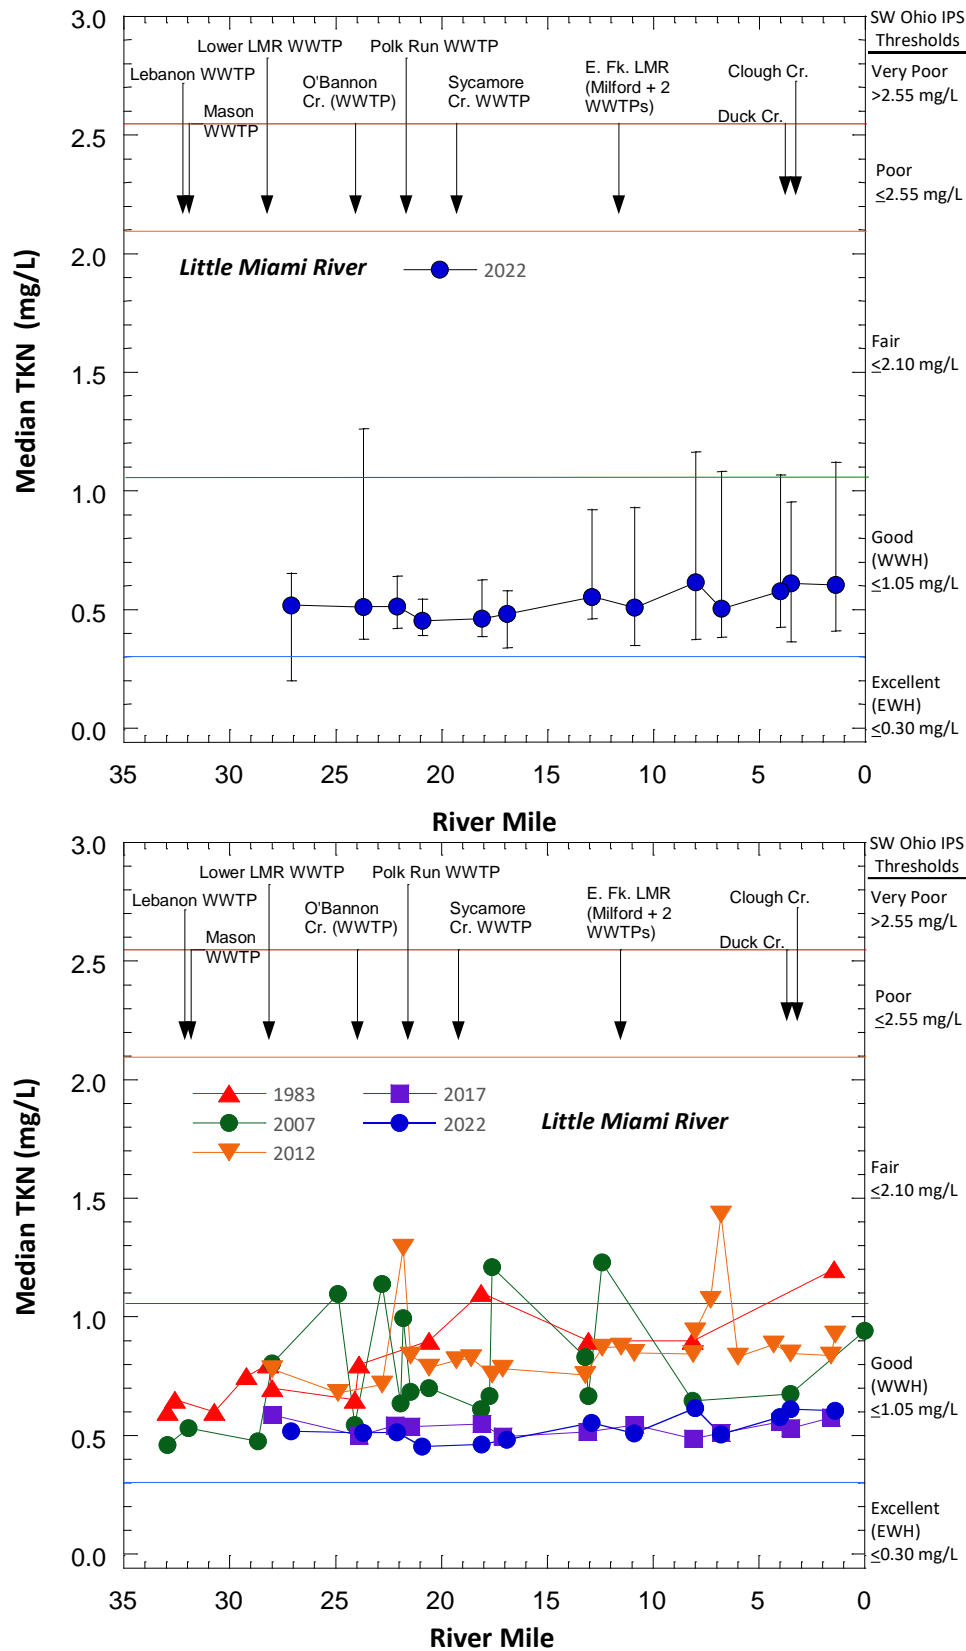 SW Ohio IPS
Thresholds
3.0
Lower LMR WWTP
Polk Run WWTP
Lebanon WWTP
O'Bannon
Cr. (WWTP)
Sycamore
Cr. WWTP
E. Fk. LMR
(Milford + 2
WWTPs)
Clough Cr.
Very Poor
>2.55 mg/L
Mason
WWTP
Duck Cr.
2.5
Poor
≤2.55 mg/L
2.0
Little Miami River
2022
Fair
≤2.10 mg/L
1.5
Median TKN (mg/L)
1.0
Good
(WWH)
≤1.05 mg/L
0.5
Excellent
(EWH)
≤0.30 mg/L
0.0
35 30 25 20 15 10 5 0
River Mile
SW Ohio IPS
Thresholds
3.0
Lower LMR WWTP
Polk Run WWTP
Lebanon WWTP
O'Bannon
Cr. (WWTP)
Sycamore
Cr. WWTP
E. Fk. LMR
(Milford + 2
WWTPs)
Clough Cr.
Very Poor
>2.55 mg/L
Mason
WWTP
Duck Cr.
2.5
Poor
≤2.55 mg/L
2.0
1983
2017
2007
2022
2012
Little Miami River
Fair
≤2.10 mg/L
1.5
Median TKN (mg/L)
1.0
Good
(WWH)
≤1.05 mg/L
0.5
Excellent
(EWH)
≤0.30 mg/L
0.0
35 30 25 20 15 10 5 0
River Mile